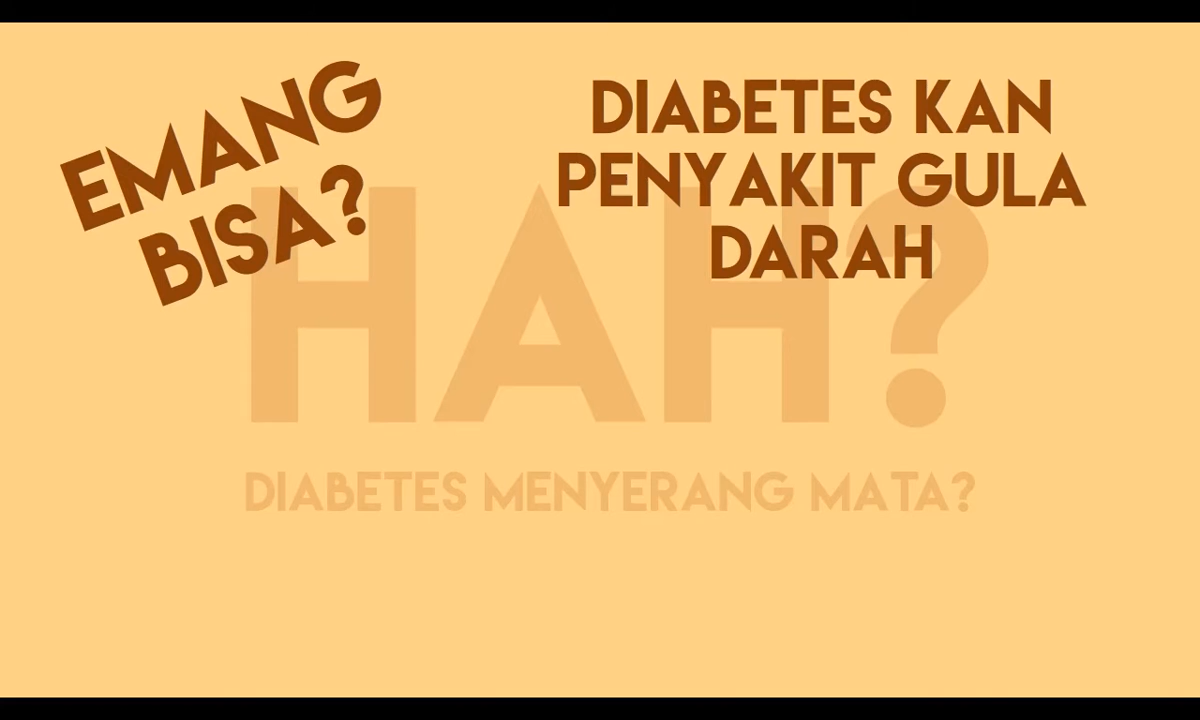 EMANG
BISA?
DIABETES KAN
PENYAKIT GULA
DARAH
HAH?
DIABETES MENYERANG MATA?